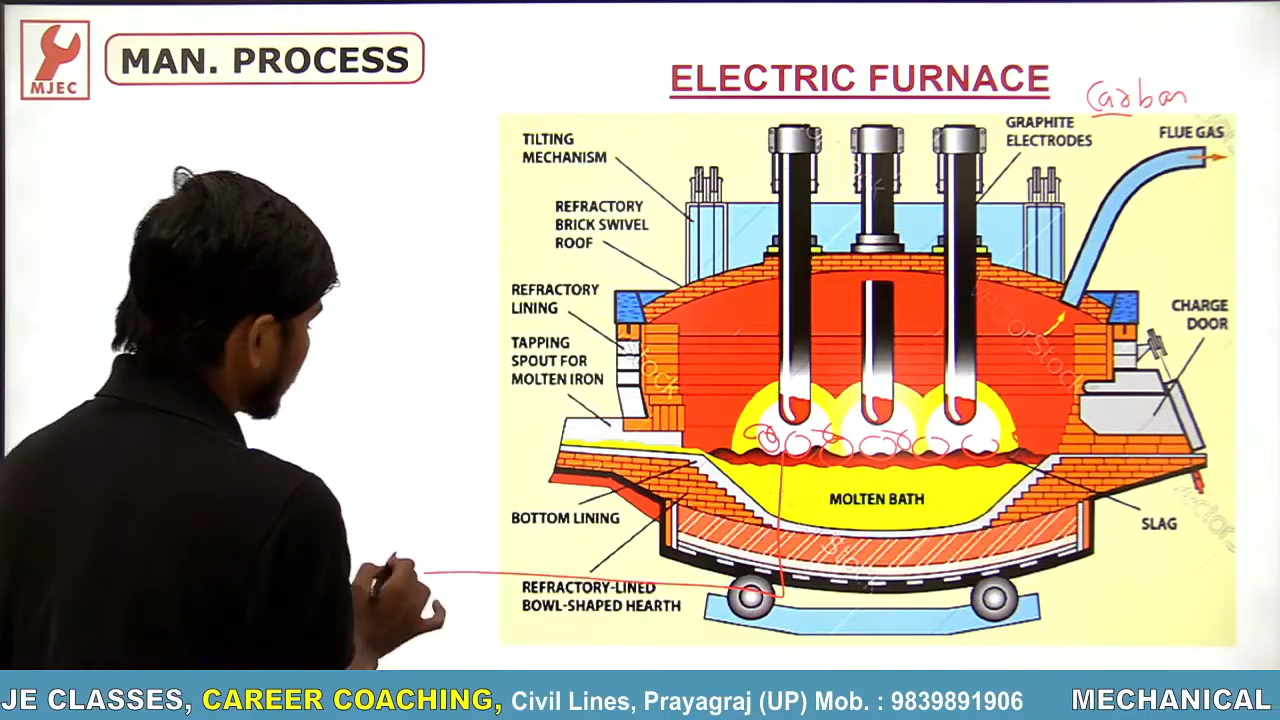 MJEC
MAN. PROCESS
ELECTRIC FURNACE
Carbon
TILTING
MECHANISM
GRAPHITE
ELECTRODES
FLUE GAS
REFRACTORY
BRICK SWIVEL
ROOF
REFRACTORY
LINING
CHARGE
DOOR
TAPPING
SPOUT FOR
MOLTEN IRON
MOLTEN BATH
BOTTOM LINING
SLAG
REFRACTORY-LINED
BOWL-SHAPED HEARTH
VectorStock
JE CLASSES, CAREER COACHING, Civil Lines, Prayagraj (UP) Mob. : 9839891906 MECHANICAL